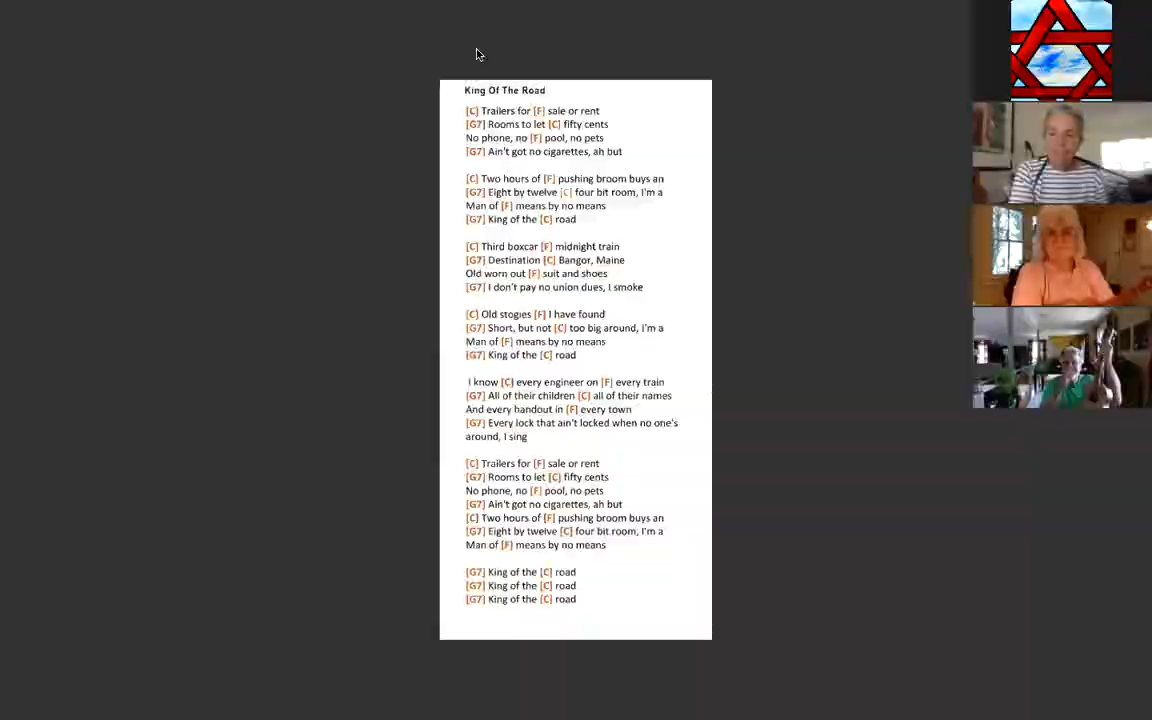 King Of The Road
[C] Trailers for [F] sale or rent
[G7] Rooms to let [C] fifty cents
No phone, no [F] pool, no pets
[G7] Ain't got no cigarettes, ah but
[C] Two hours of [F] pushing broom buys an
[G7] Eight by twelve [C] four bit room, I'm a
Man of [F] means by no means
[G7] King of the [C] road
[C] Third boxcar [F] midnight train
[G7] Destination [C] Bangor, Maine
Old worn out [F] suit and shoes
[G7] I don't pay no union dues, I smoke
[C] Old stogies [F] I have found
[G7] Short, but not [C] too big around, I'm a
Man of [F] means by no means
[G7] King of the [C] road
I know [C] every engineer on [F] every train
[G7] All of their children [C] all of their names
And every handout in [F] every town
[G7] Every lock that ain't locked when no one's
around, I sing
[C] Trailers for [F] sale or rent
[G7] Rooms to let [C] fifty cents
No phone, no [F] pool, no pets
[G7] Ain't got no cigarettes, ah but
[C] Two hours of [F] pushing broom buys an
[G7] Eight by twelve [C] four bit room, I'm a
Man of [F] means by no means
[G7] King of the [C] road
[G7] King of the [C] road
[G7] King of the [C] road